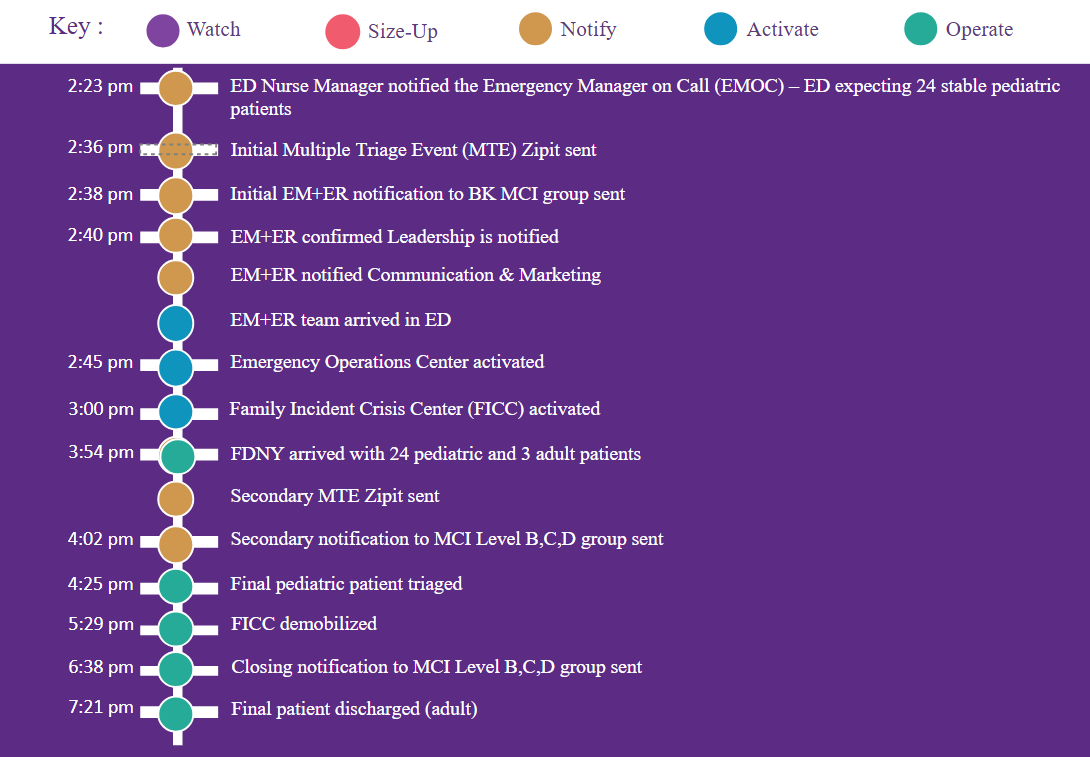 Key :  Watch  Size-Up  Notify  Activate  Operate
2:23 pm  ED Nurse Manager notified the Emergency Manager on Call (EMOC) – ED expecting 24 stable pediatric
patients
2:36 pm  Initial Multiple Triage Event (MTE) Zipit sent
2:38 pm  Initial EM+ER notification to BK MCI group sent
2:40 pm  EM+ER confirmed Leadership is notified
EM+ER notified Communication & Marketing
EM+ER team arrived in ED
2:45 pm  Emergency Operations Center activated
3:00 pm  Family Incident Crisis Center (FICC) activated
3:54 pm  FDNY arrived with 24 pediatric and 3 adult patients
Secondary MTE Zipit sent
4:02 pm  Secondary notification to MCI Level B,C,D group sent
4:25 pm  Final pediatric patient triaged
5:29 pm  FICC demobilized
6:38 pm  Closing notification to MCI Level B,C,D group sent
7:21 pm  Final patient discharged (adult)